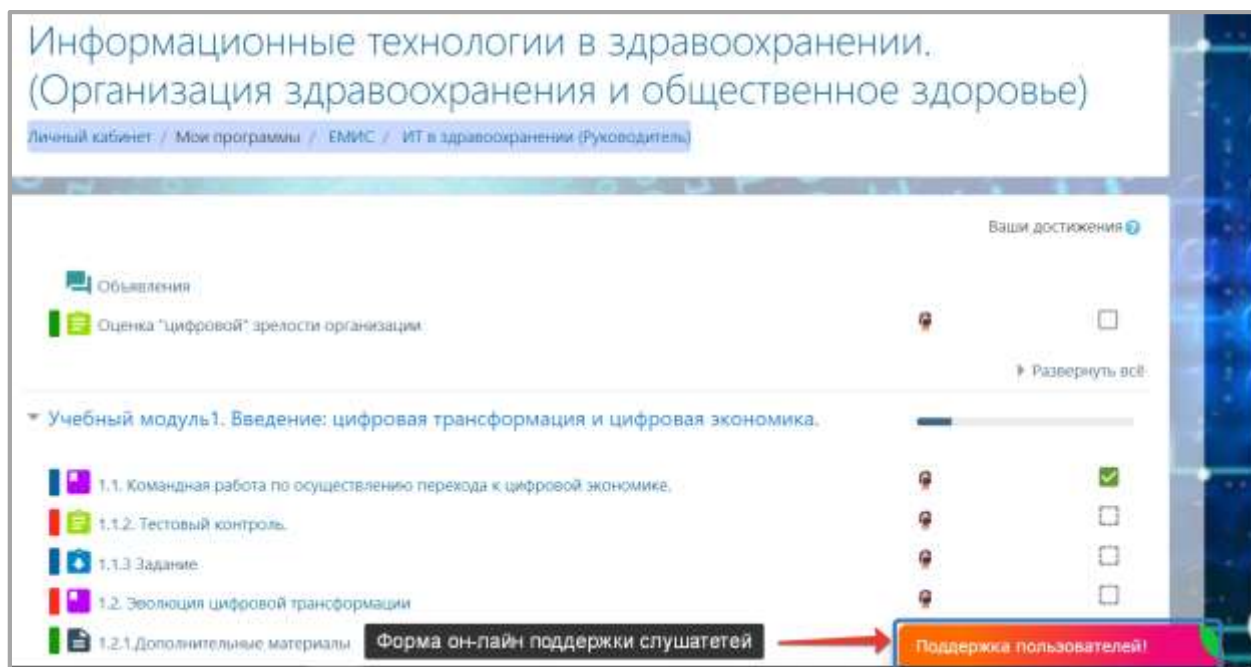 Информационные технологии в здравоохранении.
(Организация здравоохранения и общественное здоровье)
Личный кабинет / Мои программы / ЕМИС / ИТ в здравоохранении (Руководитель)
Ваши достижения
Объявления
Оценка "цифровой" зрелости организации
Развернуть всё
Учебный модуль1. Введение: цифровая трансформация и цифровая экономика.
1.1. Командная работа по осуществлению перехода к цифровой экономике.
1.1.2. Тестовый контроль.
1.1.3 Задание
1.2. Эволюция цифровой трансформации
1.2.1.Дополнительные материалы Форма он-лайн поддержки слушатетей Поддержка пользователей!